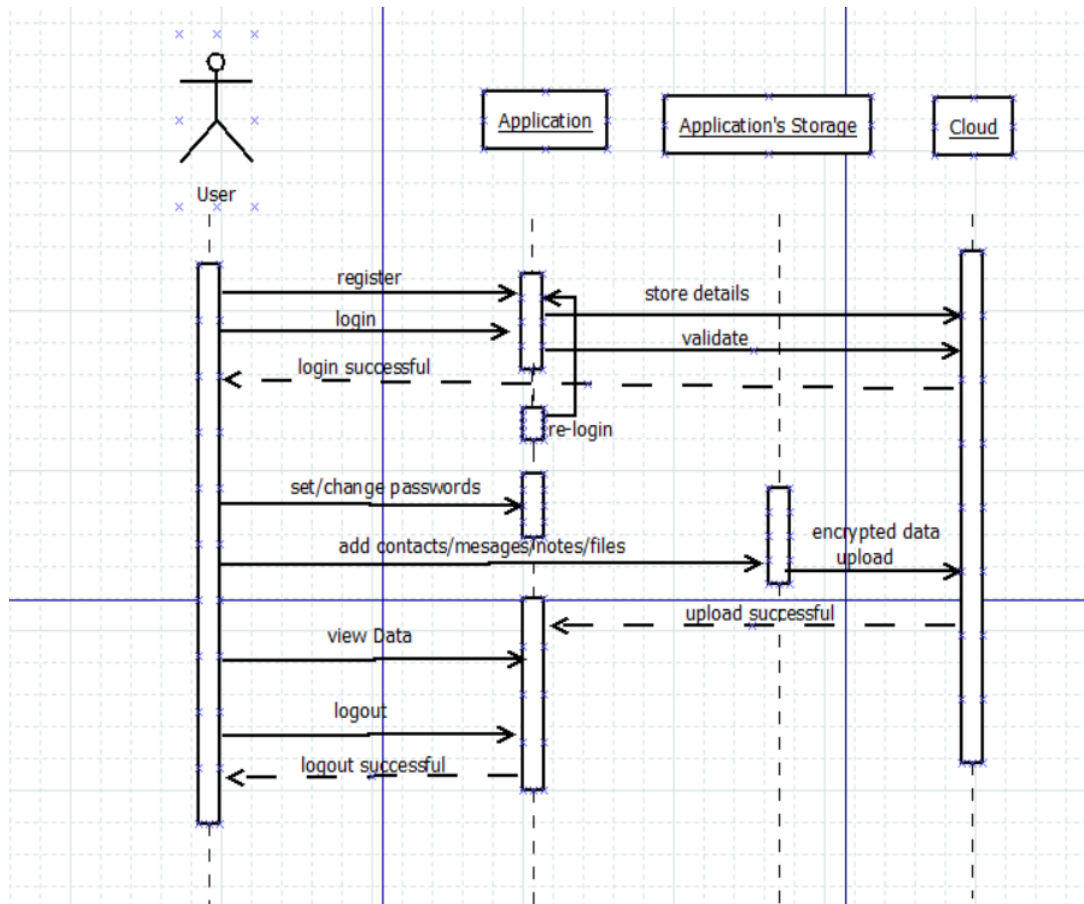 User
Application
Application's Storage
Cloud
register
store details
login
validate
login successful
re-login
set/change passwords
encrypted data
upload
add contacts/mesages/notes/files
upload successful
view Data
logout
logout successful